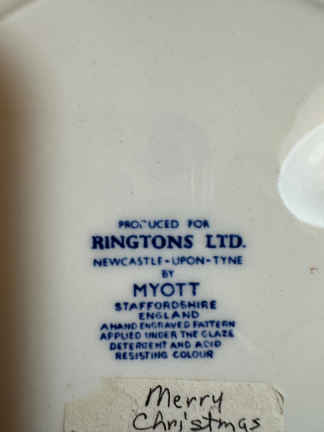 PRODUCED FOR
RINGTONS LTD.
NEWCASTLE-UPON-TYNE
BY
MYOTT
STAFFORDSHIRE
ENGLAND
A HAND ENGRAVED PATTERN
APPLIED UNDER THE GLAZE
DETERGENT AND ACID
RESISTING COLOUR
Merry
Christmas